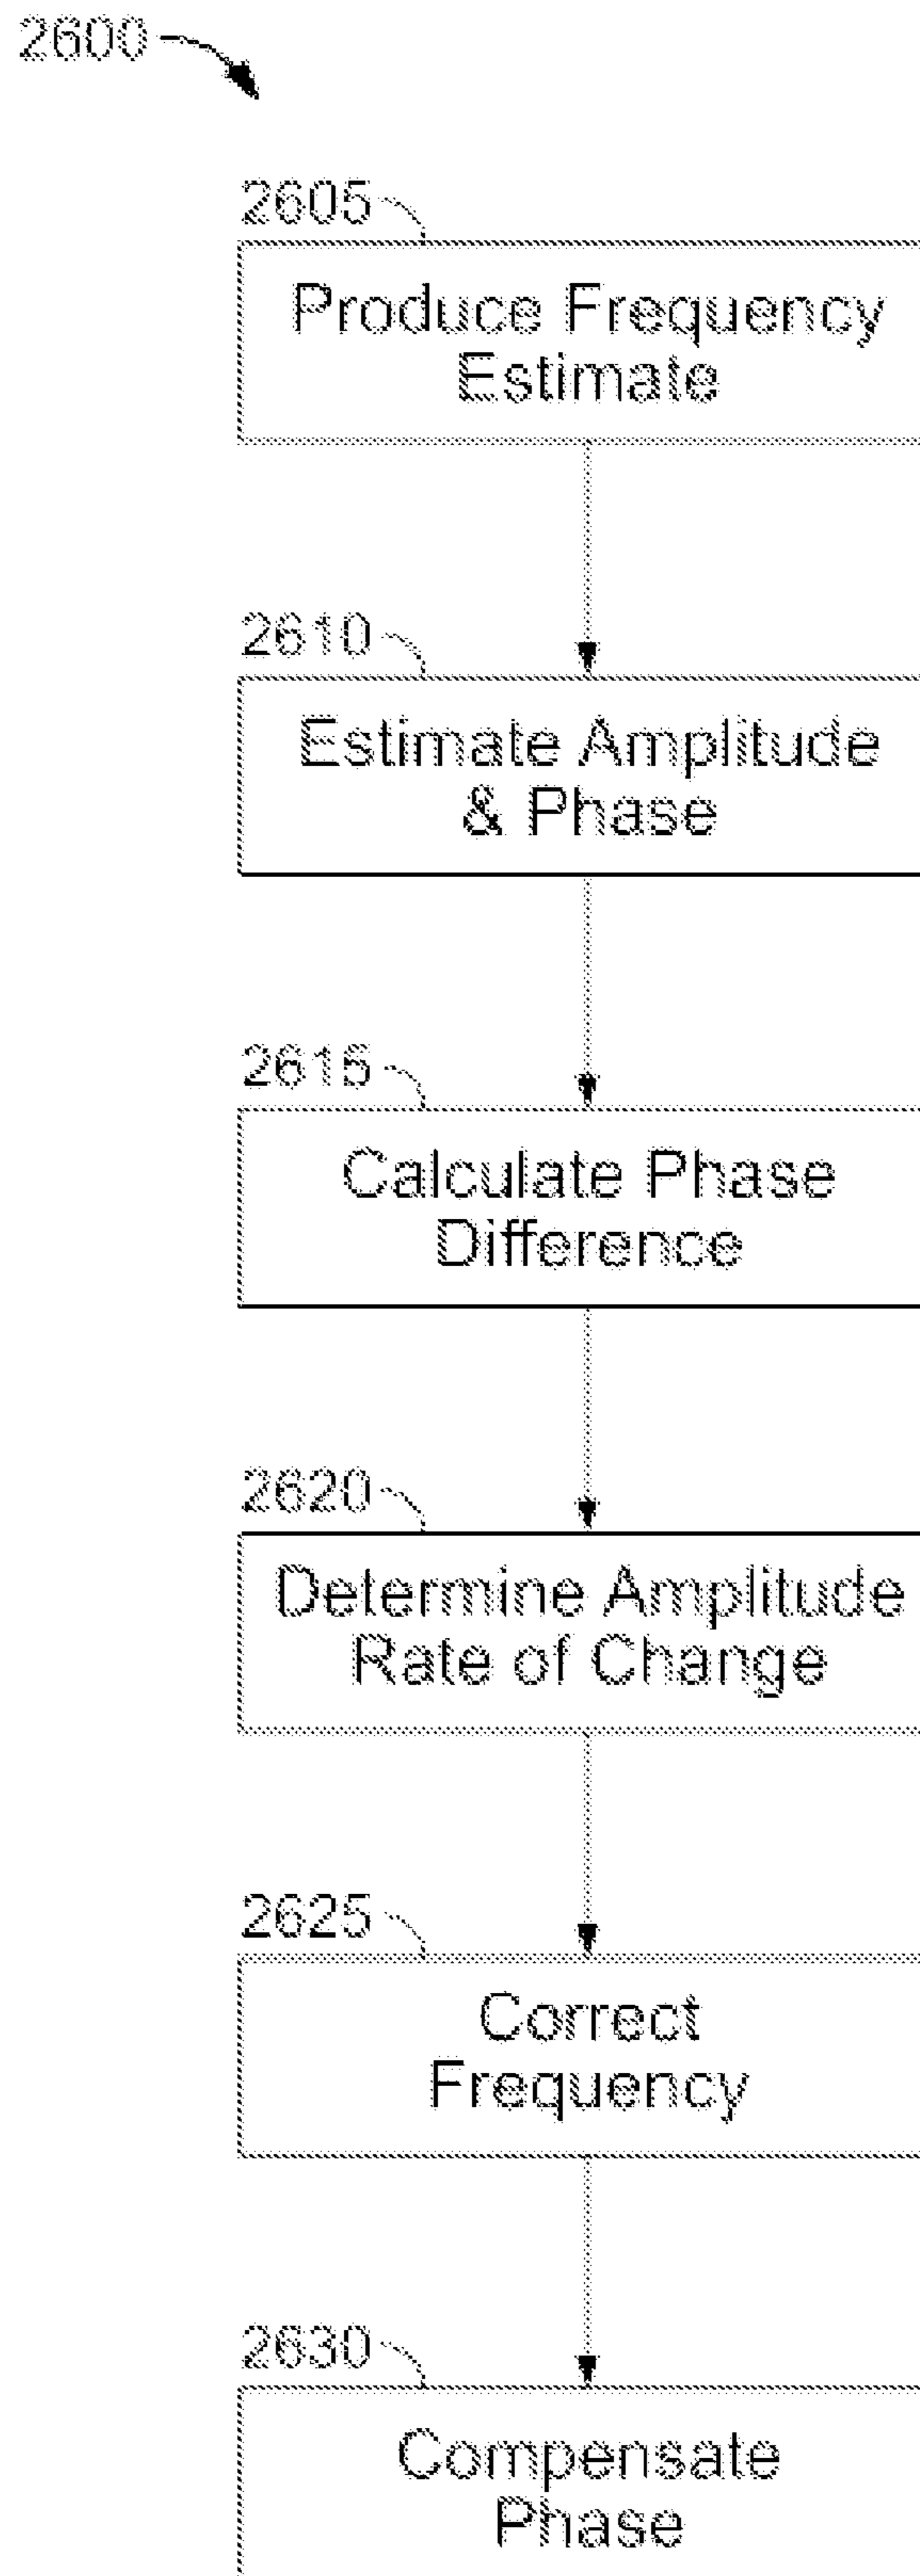 2600
2605
Produce Frequency
Estimate
2610
Estimate Amplitude
& Phase
2615
Calculate Phase
Difference
2620
Determine Amplitude
Rate of Change
2625
Correct
Frequency
2630
Compensate
Phase